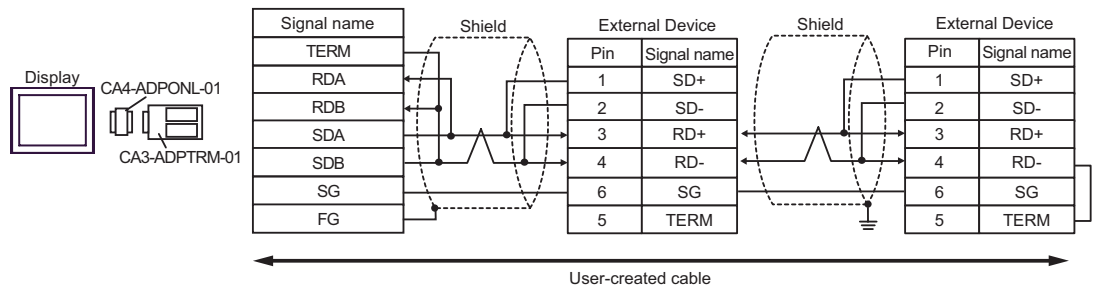 Display
CA4-ADPONL-01
CA3-ADPTRM-01
Signal name
TERM
RDA
RDB
SDA
SDB
SG
FG
Shield
External Device
Pin Signal name
1 SD+
2 SD-
3 RD+
4 RD-
6 SG
5 TERM
Shield
External Device
Pin Signal name
1 SD+
2 SD-
3 RD+
4 RD-
6 SG
5 TERM
User-created cable